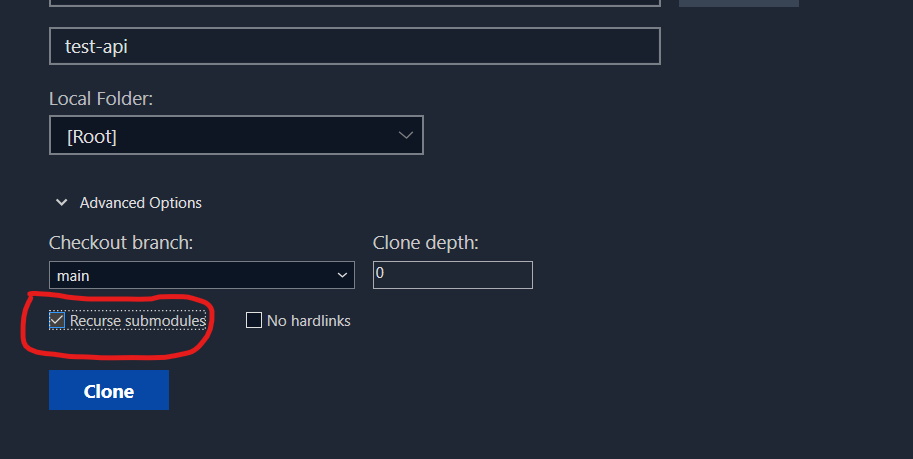 test-api
Local Folder:
[Root]
Advanced Options
Checkout branch: Clone depth:
main 0
Recurse submodules No hardlinks
Clone